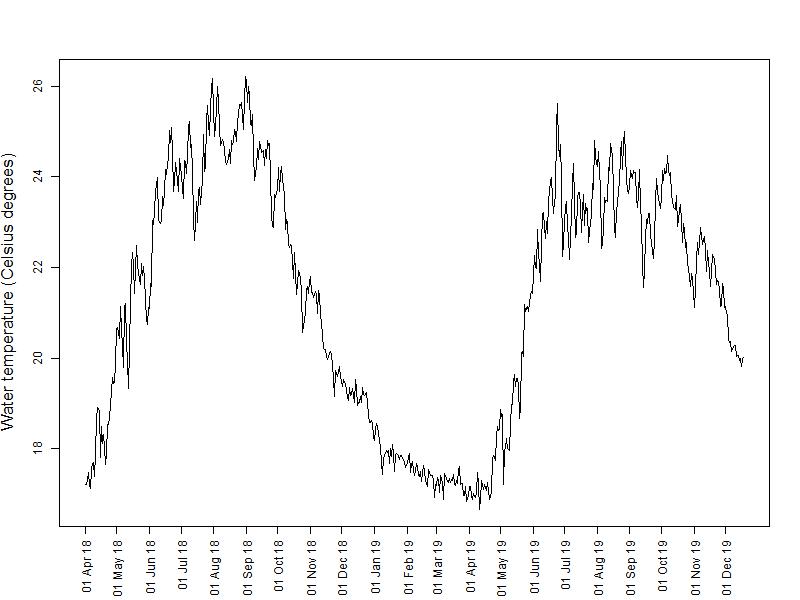 Water temperature (Celsius degrees)
26
24
22
20
18
01 Apr 18
01 May 18
01 Jun 18
01 Jul 18
01 Aug 18
01 Sep 18
01 Oct 18
01 Nov 18
01 Dec 18
01 Jan 19
01 Feb 19
01 Mar 19
01 Apr 19
01 May 19
01 Jun 19
01 Jul 19
01 Aug 19
01 Sep 19
01 Oct 19
01 Nov 19
01 Dec 19